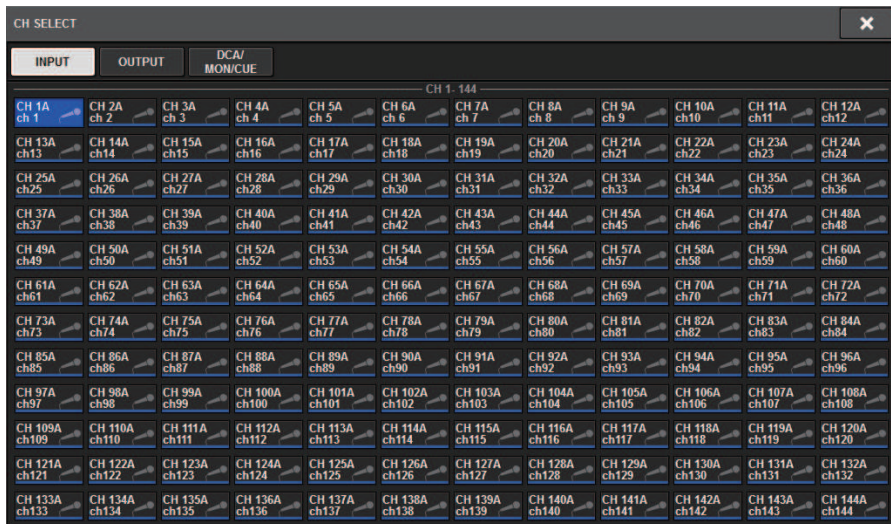 CH SELECT
INPUT OUTPUT DCA/
MON/CUE
CH 1- 144
CH 1A CH 2A CH 3A CH 4A CH 5A CH 6A CH 7A CH 8A CH 9A CH 10A CH 11A CH 12A
ch 1 ch 2 ch 3 ch 4 ch 5 ch 6 ch 7 ch 8 ch 9 ch10 ch11 ch12
CH 13A CH 14A CH 15A CH 16A CH 17A CH 18A CH 19A CH 20A CH 21A CH 22A CH 23A CH 24A
ch13 ch14 ch15 ch16 ch17 ch18 ch19 ch20 ch21 ch22 ch23 ch24
CH 25A CH 26A CH 27A CH 28A CH 29A CH 30A CH 31A CH 32A CH 33A CH 34A CH 35A CH 36A
ch25 ch26 ch27 ch28 ch29 ch30 ch31 ch32 ch33 ch34 ch35 ch36
CH 37A CH 38A CH 39A CH 40A CH 41A CH 42A CH 43A CH 44A CH 45A CH 46A CH 47A CH 48A
ch37 ch38 ch39 ch40 ch41 ch42 ch43 ch44 ch45 ch46 ch47 ch48
CH 49A CH 50A CH 51A CH 52A CH 53A CH 54A CH 55A CH 56A CH 57A CH 58A CH 59A CH 60A
ch49 ch50 ch51 ch52 ch53 ch54 ch55 ch56 ch57 ch58 ch59 ch60
CH 61A CH 62A CH 63A CH 64A CH 65A CH 66A CH 67A CH 68A CH 69A CH 70A CH 71A CH 72A
ch61 ch62 ch63 ch64 ch65 ch66 ch67 ch68 ch69 ch70 ch71 ch72
CH 73A CH 74A CH 75A CH 76A CH 77A CH 78A CH 79A CH 80A CH 81A CH 82A CH 83A CH 84A
ch73 ch74 ch75 ch76 ch77 ch78 ch79 ch80 ch81 ch82 ch83 ch84
CH 85A CH 86A CH 87A CH 88A CH 89A CH 90A CH 91A CH 92A CH 93A CH 94A CH 95A CH 96A
ch85 ch86 ch87 ch88 ch89 ch90 ch91 ch92 ch93 ch94 ch95 ch96
CH 97A CH 98A CH 99A CH 100A CH 101A CH 102A CH 103A CH 104A CH 105A CH 106A CH 107A CH 108A
ch97 ch98 ch99 ch100 ch101 ch102 ch103 ch104 ch105 ch106 ch107 ch108
CH 109A CH 110A CH 111A CH 112A CH 113A CH 114A CH 115A CH 116A CH 117A CH 118A CH 119A CH 120A
ch109 ch110 ch111 ch112 ch113 ch114 ch115 ch116 ch117 ch118 ch119 ch120
CH 121A CH 122A CH 123A CH 124A CH 125A CH 126A CH 127A CH 128A CH 129A CH 130A CH 131A CH 132A
ch121 ch122 ch123 ch124 ch125 ch126 ch127 ch128 ch129 ch130 ch131 ch132
CH 133A CH 134A CH 135A CH 136A CH 137A CH 138A CH 139A CH 140A CH 141A CH 142A CH 143A CH 144A
ch133 ch134 ch135 ch136 ch137 ch138 ch139 ch140 ch141 ch142 ch143 ch144